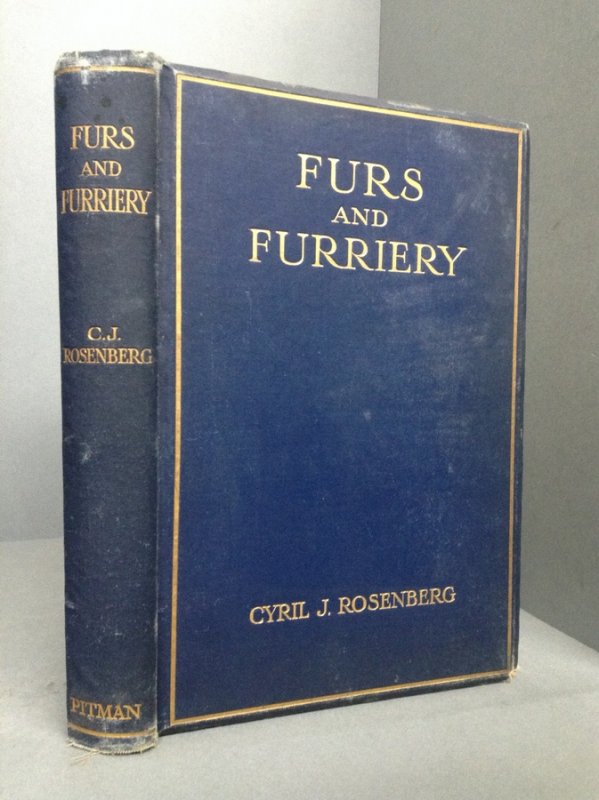 FURS
AND
FURRIERY
C.J.
ROSENBERG
PITMAN
FURS
AND
FURRIERY
CYRIL J. ROSENBERG